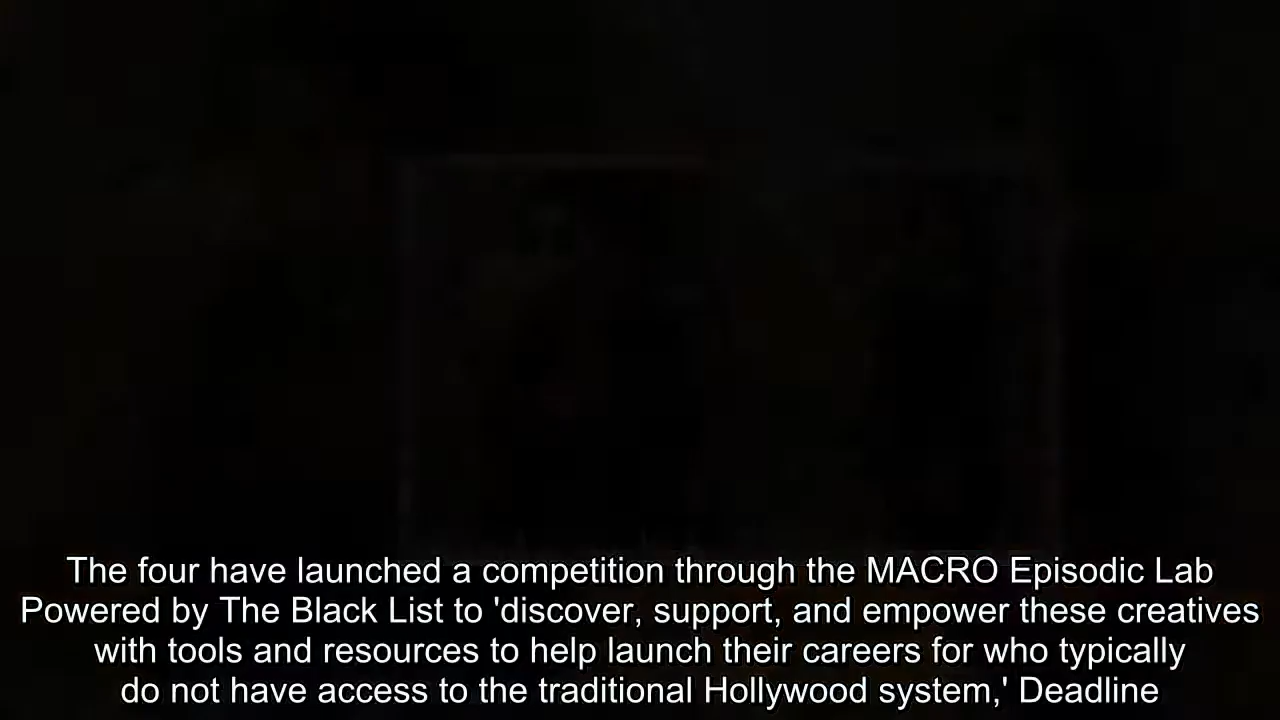 The four have launched a competition through the MACRO Episodic Lab
Powered by The Black List to 'discover, support, and empower these creatives
with tools and resources to help launch their careers for who typically
do not have access to the traditional Hollywood system,' Deadline